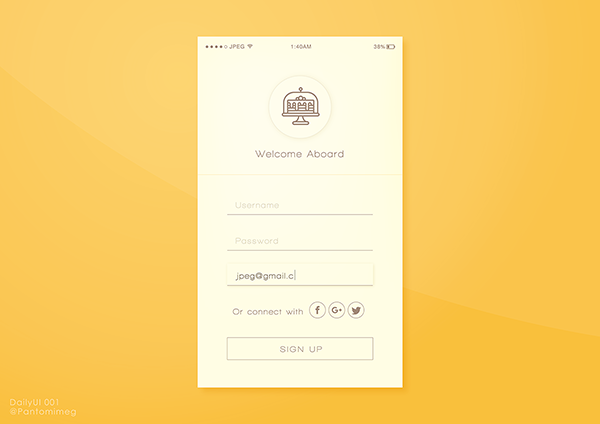 JPEG 1:40AM 38%
Welcome Aboard
Username
Password
jpeg@gmail.c
Or connect with f G+
SIGN UP
DailyUI 001
@Pantomimeg